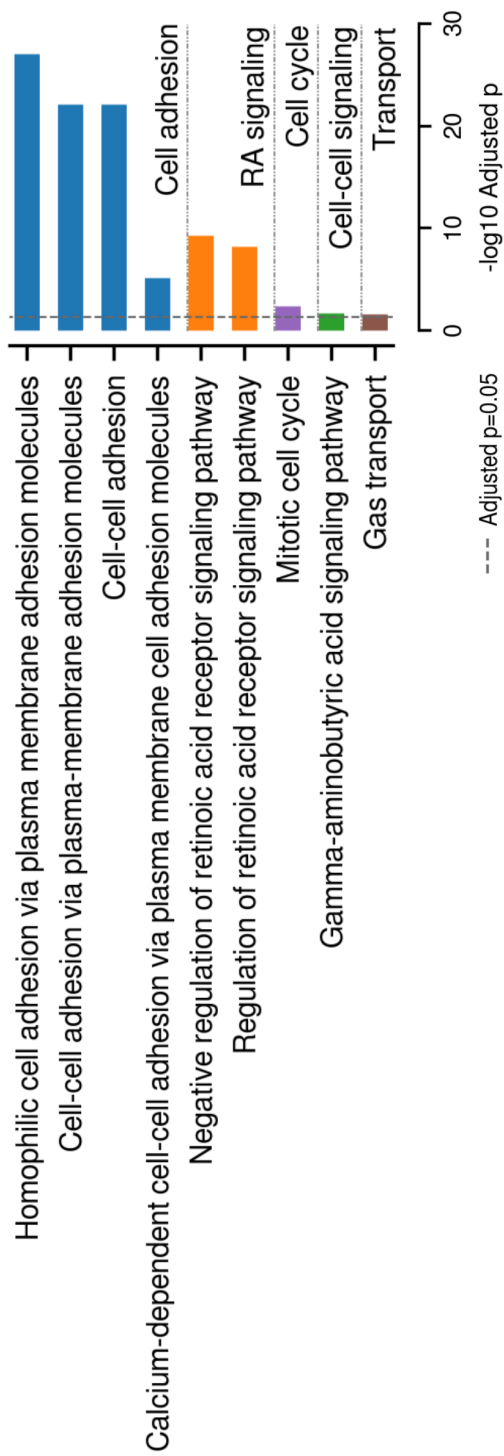 Homophilic cell adhesion via plasma membrane adhesion molecules
Cell-cell adhesion via plasma-membrane adhesion molecules
Cell-cell adhesion
Calcium-dependent cell-cell adhesion via plasma membrane cell adhesion molecules
Negative regulation of retinoic acid receptor signaling pathway
Regulation of retinoic acid receptor signaling pathway
Mitotic cell cycle
Gamma-aminobutyric acid signaling pathway
Gas transport
Cell adhesion
RA signaling
Cell cycle
Cell-cell signaling
Transport
0 10 20 30
-log10 Adjusted p
--- Adjusted p=0.05